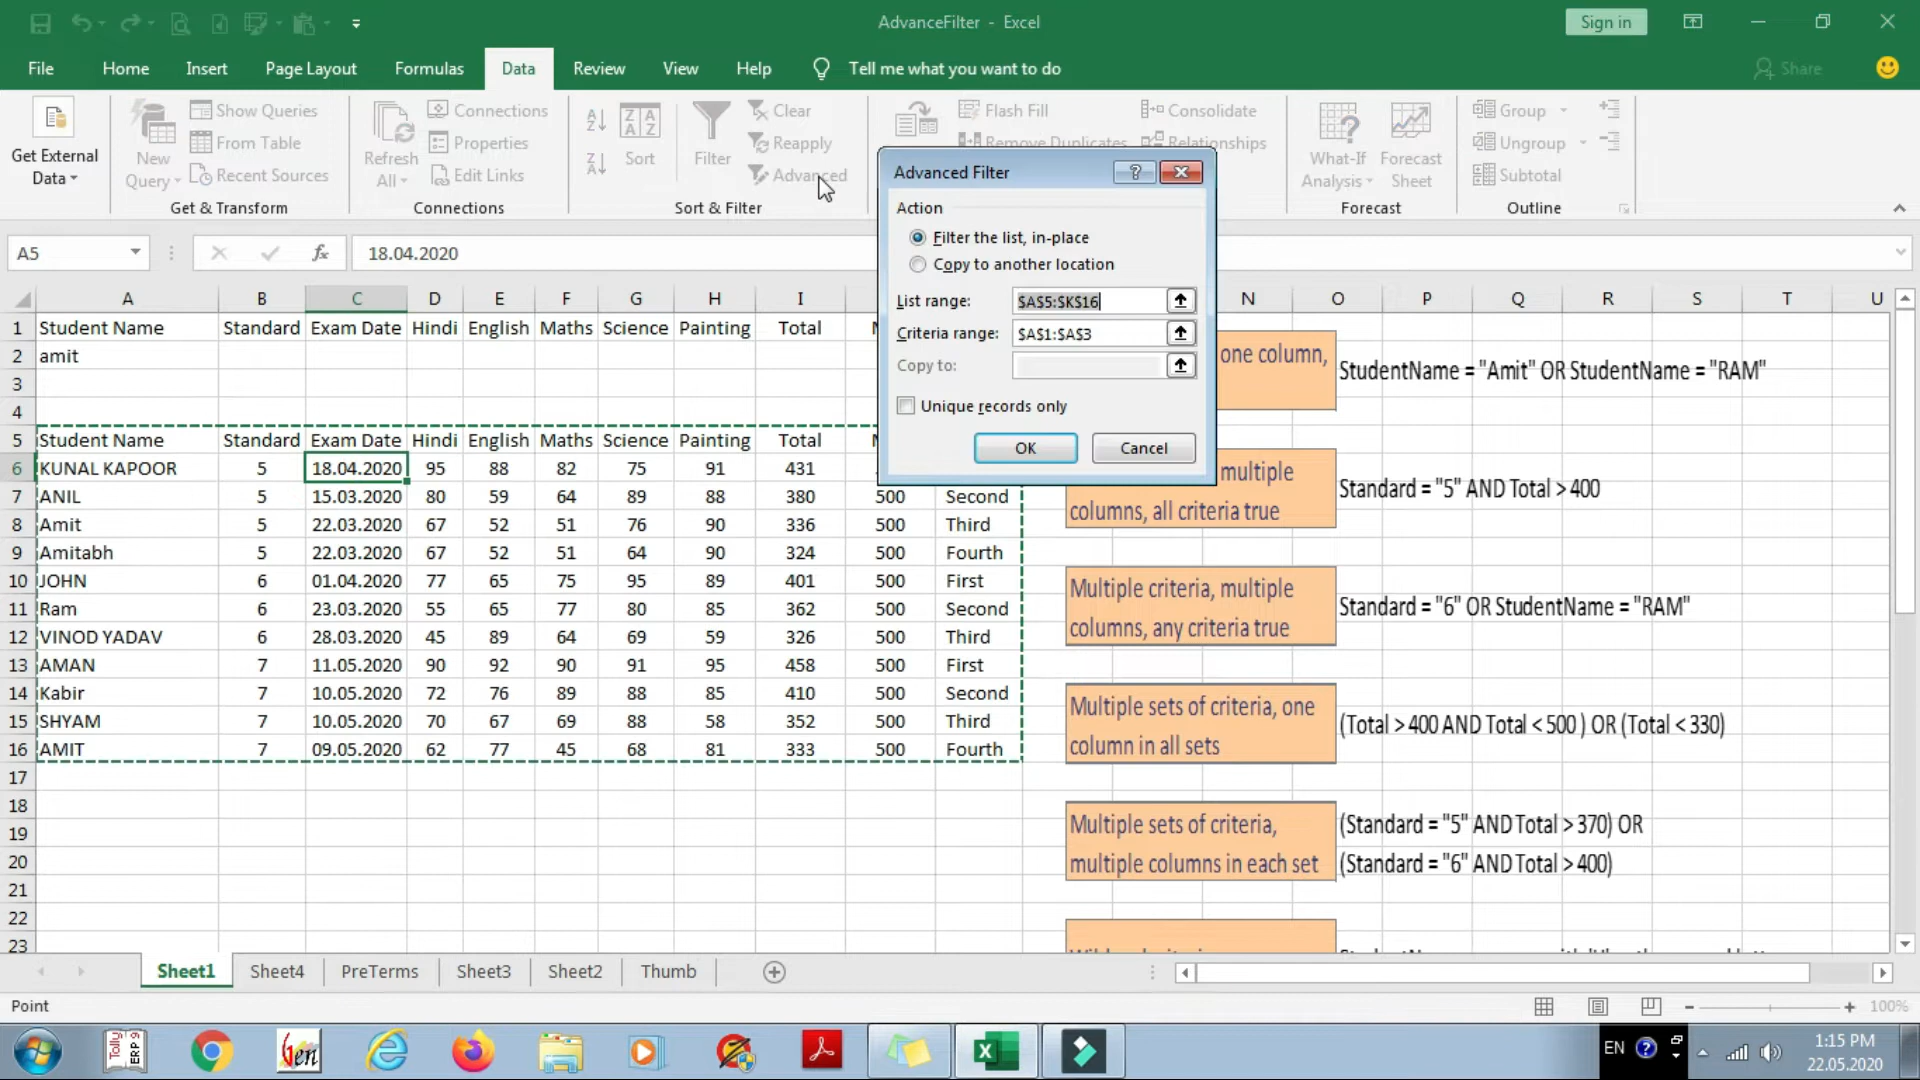 AdvanceFilter - Excel
Sign in
File Home Insert Page Layout Formulas Data Review View Help Tell me what you want to do Share
Get External Data
New Query
Show Queries
From Table
Recent Sources
Get & Transform
Refresh All
Connections
Properties
Edit Links
Connections
Sort
Filter
Clear
Reapply
Advanced
Sort & Filter
Flash Fill
Remove Duplicates
Consolidate
Relationships
What-If Analysis
Forecast Sheet
Forecast
Group
Ungroup
Subtotal
Outline
A5 fx 18.04.2020
A B C D E F G H I N O P Q R S T U
1 Student Name Standard Exam Date Hindi English Maths Science Painting Total
2 amit
3
4
5 Student Name Standard Exam Date Hindi English Maths Science Painting Total
6 KUNAL KAPOOR 5 18.04.2020 95 88 82 75 91 431
7 ANIL 5 15.03.2020 80 59 64 89 88 380 500 Second
8 Amit 5 22.03.2020 67 52 51 76 90 336 500 Third
9 Amitabh 5 22.03.2020 67 52 51 64 90 324 500 Fourth
10 JOHN 6 01.04.2020 77 65 75 95 89 401 500 First
11 Ram 6 23.03.2020 55 65 77 80 85 362 500 Second
12 VINOD YADAV 6 28.03.2020 45 89 64 69 59 326 500 Third
13 AMAN 7 11.05.2020 90 92 90 91 95 458 500 First
14 Kabir 7 10.05.2020 72 76 89 88 85 410 500 Second
15 SHYAM 7 10.05.2020 70 67 69 88 58 352 500 Third
16 AMIT 7 09.05.2020 62 77 45 68 81 333 500 Fourth
17
18
19
20
21
22
23
Advanced Filter
Action
Filter the list, in-place
Copy to another location
List range: $A$5:$K$16
Criteria range: $A$1:$A$3
Copy to:
Unique records only
OK Cancel
one column,
StudentName = "Amit" OR StudentName = "RAM"
multiple
columns, all criteria true
Standard = "5" AND Total > 400
Multiple criteria, multiple
columns, any criteria true
Standard = "6" OR StudentName = "RAM"
Multiple sets of criteria, one
column in all sets
(Total > 400 AND Total < 500 ) OR (Total < 330)
Multiple sets of criteria,
multiple columns in each set
(Standard = "5" AND Total > 370) OR
(Standard = "6" AND Total > 400)
Sheet1 Sheet4 PreTerms Sheet3 Sheet2 Thumb
Point
100%
Tally ERP 9
Gen
EN
1:15 PM
22.05.2020